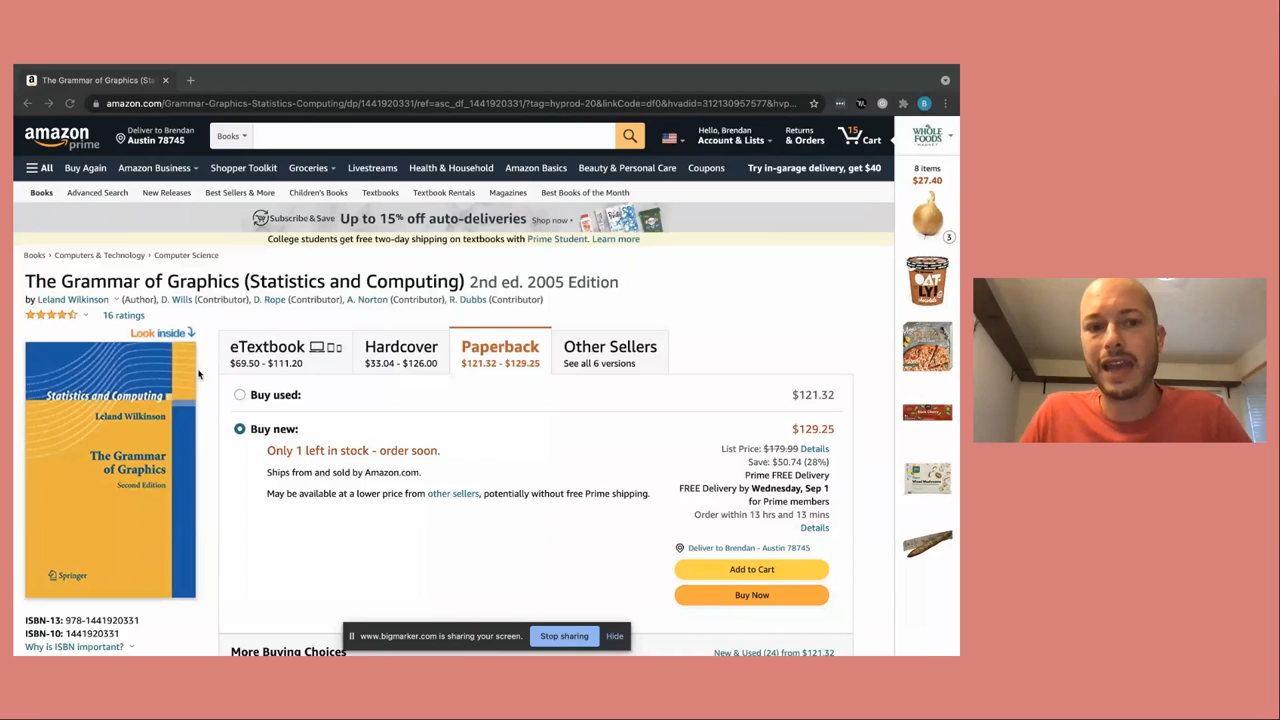 The Grammar of Graphics (Sta
amazon.com/Grammar-Graphics-Statistics-Computing/dp/1441920331/ref=asc_df_1441920331/?tag=hyprod-20&linkCode=df0&hvadid=312130957577&hvp...
B
amazon prime
Deliver to Brendan
Austin 78745
Books
Hello, Brendan
Account & Lists
Returns
& Orders
15
Cart
WHOLE FOODS MARKET
All Buy Again Amazon Business Shopper Toolkit Groceries Livestreams Health & Household Amazon Basics Beauty & Personal Care Coupons Try in-garage delivery, get $40
8 items
$27.40
Books Advanced Search New Releases Best Sellers & More Children's Books Textbooks Textbook Rentals Magazines Best Books of the Month
Subscribe & Save Up to 15% off auto-deliveries Shop now
College students get free two-day shipping on textbooks with Prime Student. Learn more
3
Books › Computers & Technology › Computer Science
The Grammar of Graphics (Statistics and Computing) 2nd ed. 2005 Edition
by Leland Wilkinson (Author), D. Wills (Contributor), D. Rope (Contributor), A. Norton (Contributor), R. Dubbs (Contributor)
16 ratings
Look inside
OATLY!
Statistics and Computing
Leland Wilkinson
The Grammar
of Graphics
Second Edition
Springer
eTextbook
$69.50 - $111.20
Hardcover
$33.04 - $126.00
Paperback
$121.32 - $129.25
Other Sellers
See all 6 versions
Buy used: $121.32
Buy new: $129.25
Only 1 left in stock - order soon.
Ships from and sold by Amazon.com.
May be available at a lower price from other sellers, potentially without free Prime shipping.
List Price: $179.99 Details
Save: $50.74 (28%)
Prime FREE Delivery
FREE Delivery by Wednesday, Sep 1
for Prime members
Order within 13 hrs and 13 mins
Details
Deliver to Brendan - Austin 78745
Add to Cart
Buy Now
ISBN-13: 978-1441920331
ISBN-10: 1441920331
Why is ISBN important?
www.bigmarker.com is sharing your screen. Stop sharing Hide
More Buying Choices
New & Used (24) from $121.32